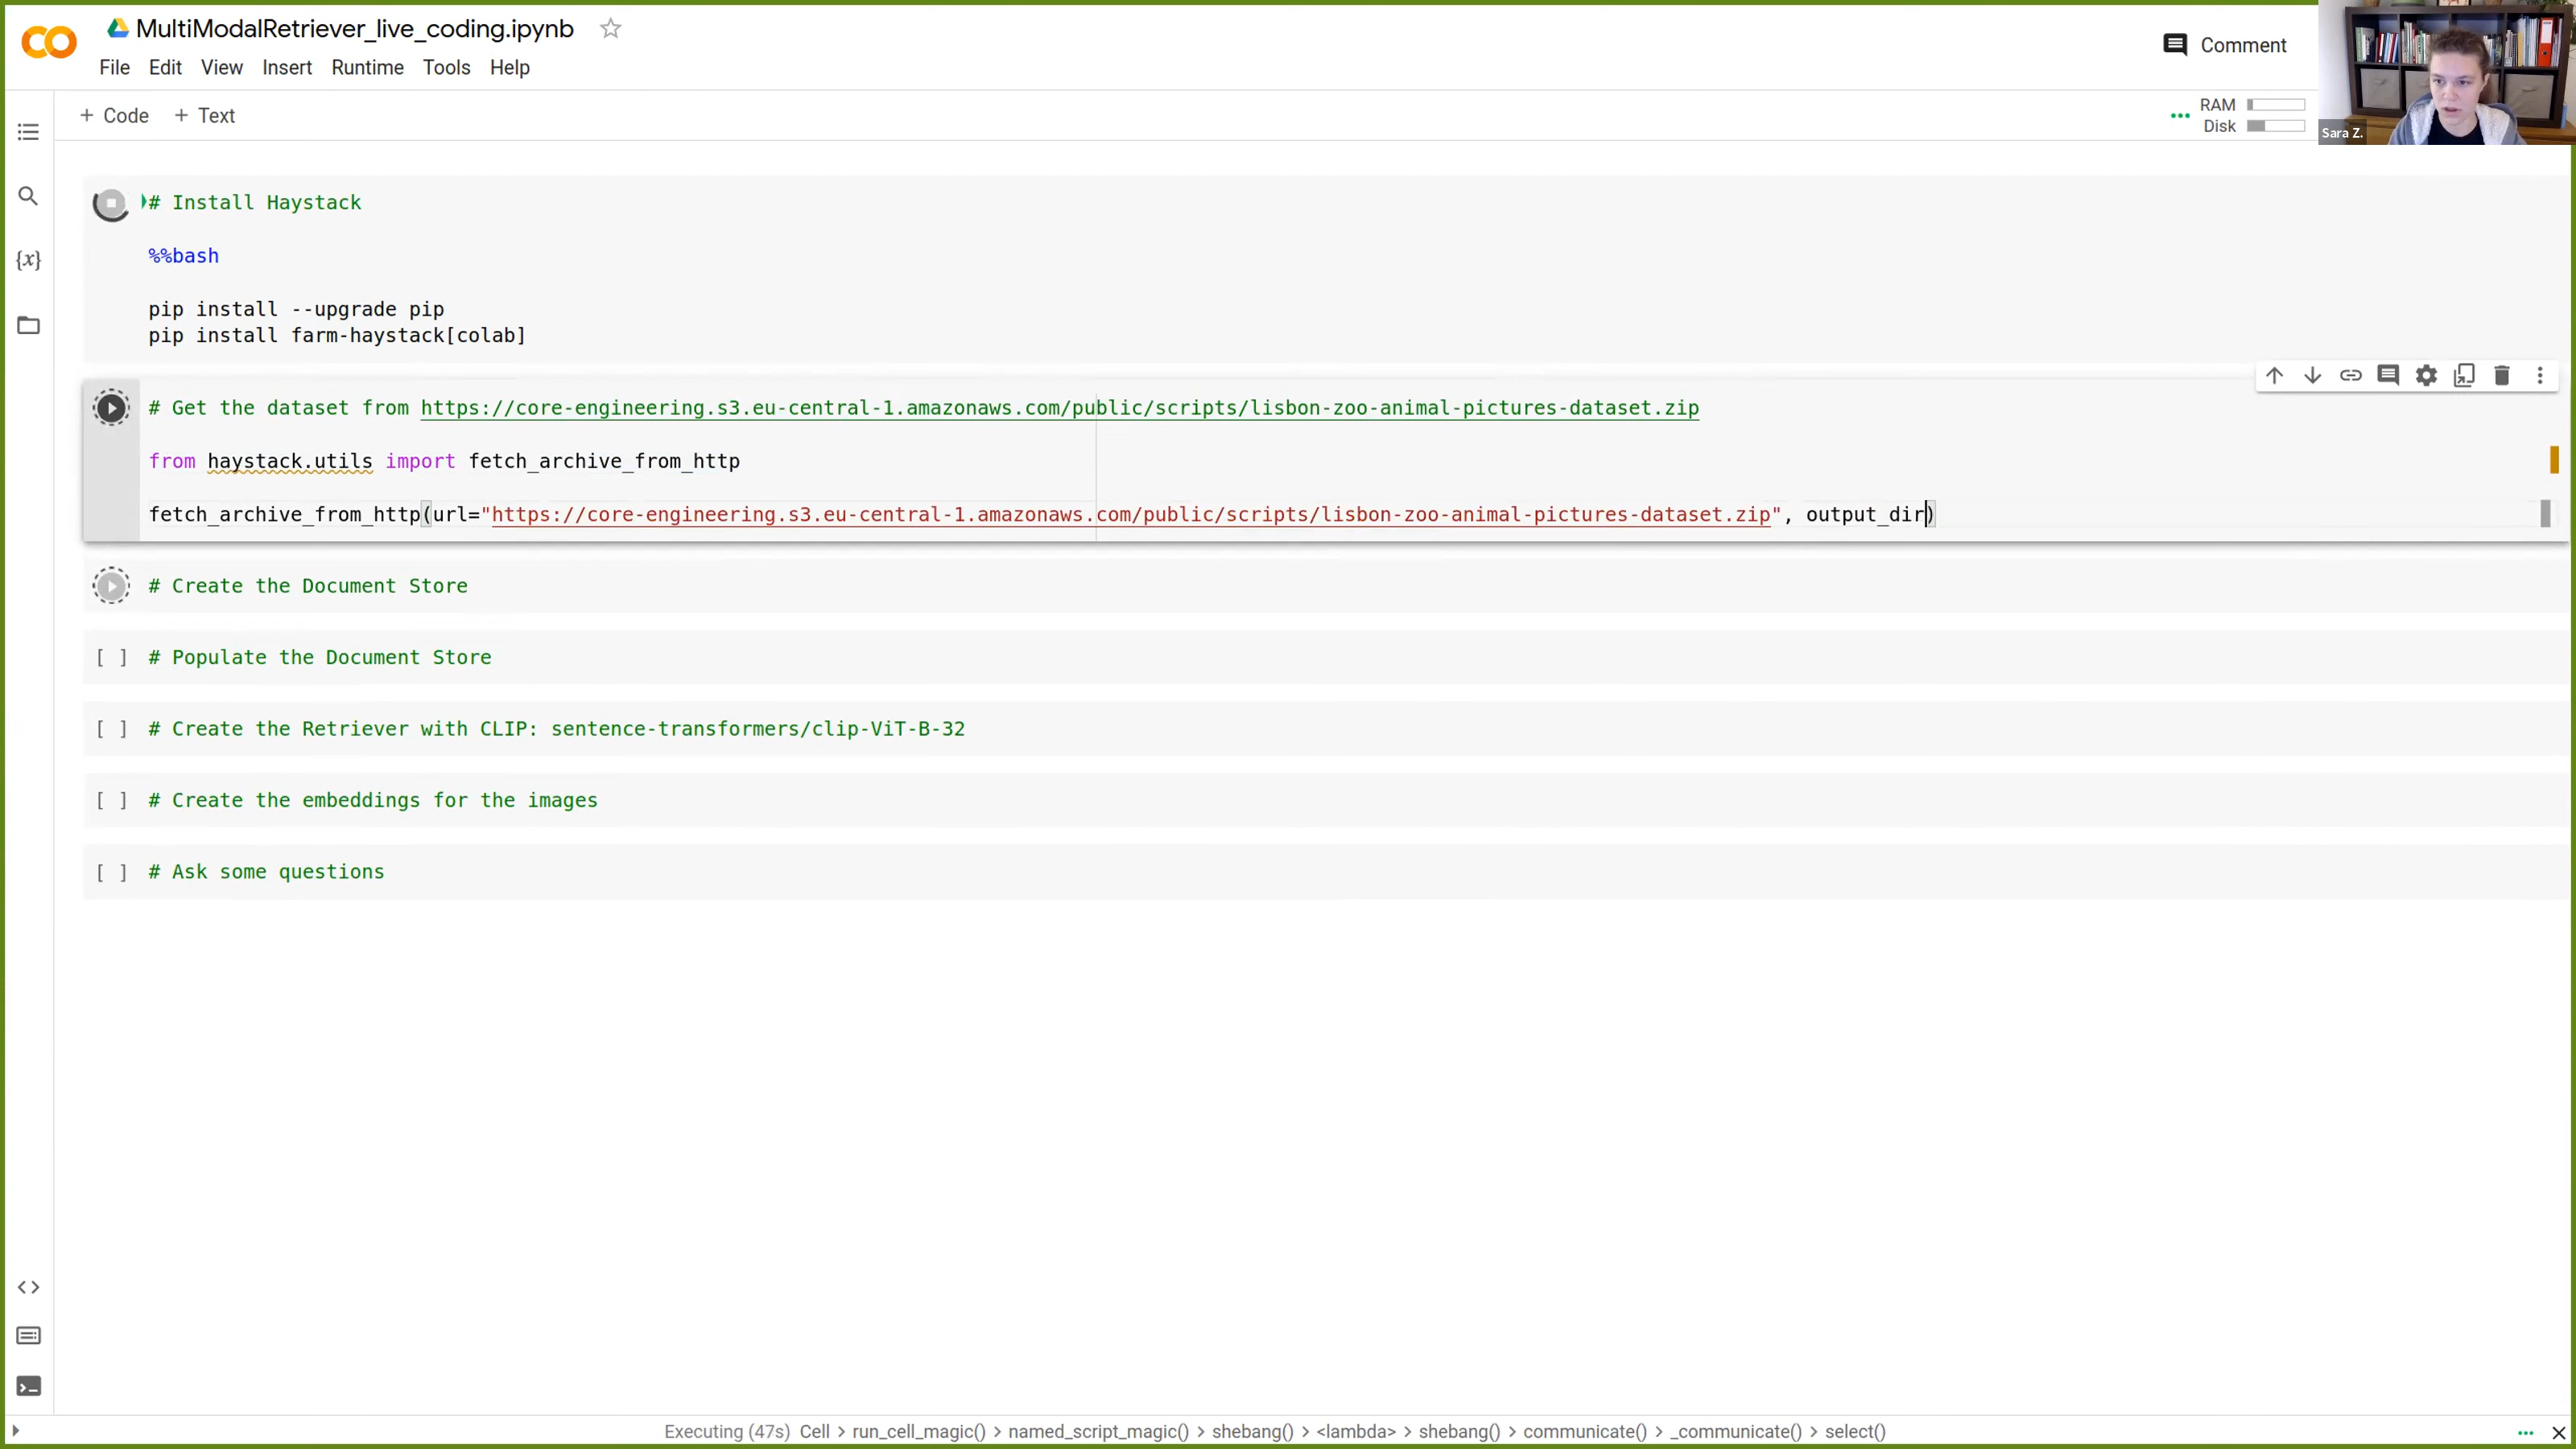 MultiModalRetriever_live_coding.ipynb
Comment
File Edit View Insert Runtime Tools Help
+ Code + Text
RAM
Disk
Sara Z.
# Install Haystack
%%bash
pip install --upgrade pip
pip install farm-haystack[colab]
# Get the dataset from https://core-engineering.s3.eu-central-1.amazonaws.com/public/scripts/lisbon-zoo-animal-pictures-dataset.zip
from haystack.utils import fetch_archive_from_http
fetch_archive_from_http(url="https://core-engineering.s3.eu-central-1.amazonaws.com/public/scripts/lisbon-zoo-animal-pictures-dataset.zip", output_dir)
# Create the Document Store
[ ] # Populate the Document Store
[ ] # Create the Retriever with CLIP: sentence-transformers/clip-ViT-B-32
[ ] # Create the embeddings for the images
[ ] # Ask some questions
Executing (47s) Cell > run_cell_magic() > named_script_magic() > shebang() > <lambda> > shebang() > communicate() > _communicate() > select()